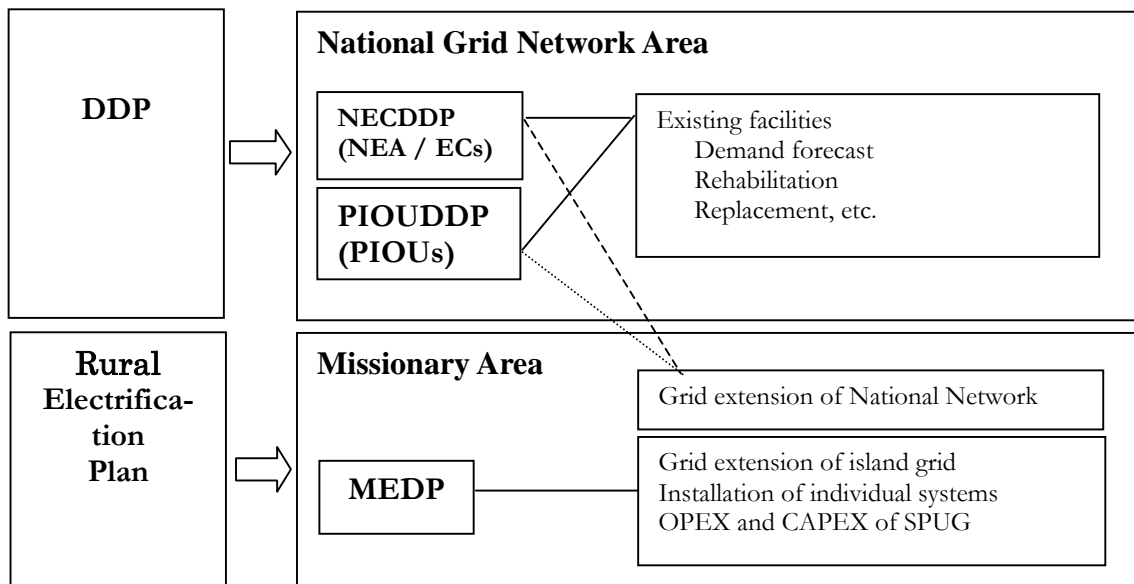 DDP
National Grid Network Area
NECDDP
(NEA / ECs)
PIOUDDP
(PIOUs)
Existing facilities
Demand forecast
Rehabilitation
Replacement, etc.
Rural
Electrifica-
tion
Plan
Missionary Area
Grid extension of National Network
MEDP
Grid extension of island grid
Installation of individual systems
OPEX and CAPEX of SPUG